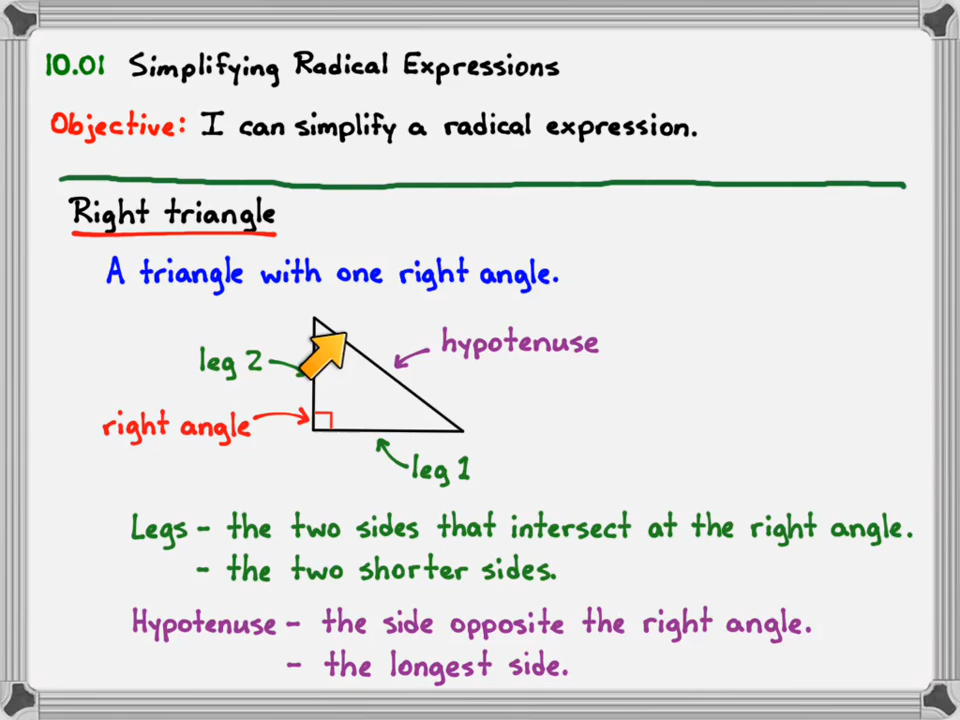 10.01 Simplifying Radical Expressions
Objective: I can simplify a radical expression.
Right triangle
A triangle with one right angle.
hypotenuse
leg 2
right angle
leg 1
Legs - the two sides that intersect at the right angle.
- the two shorter sides.
Hypotenuse - the side opposite the right angle.
- the longest side.